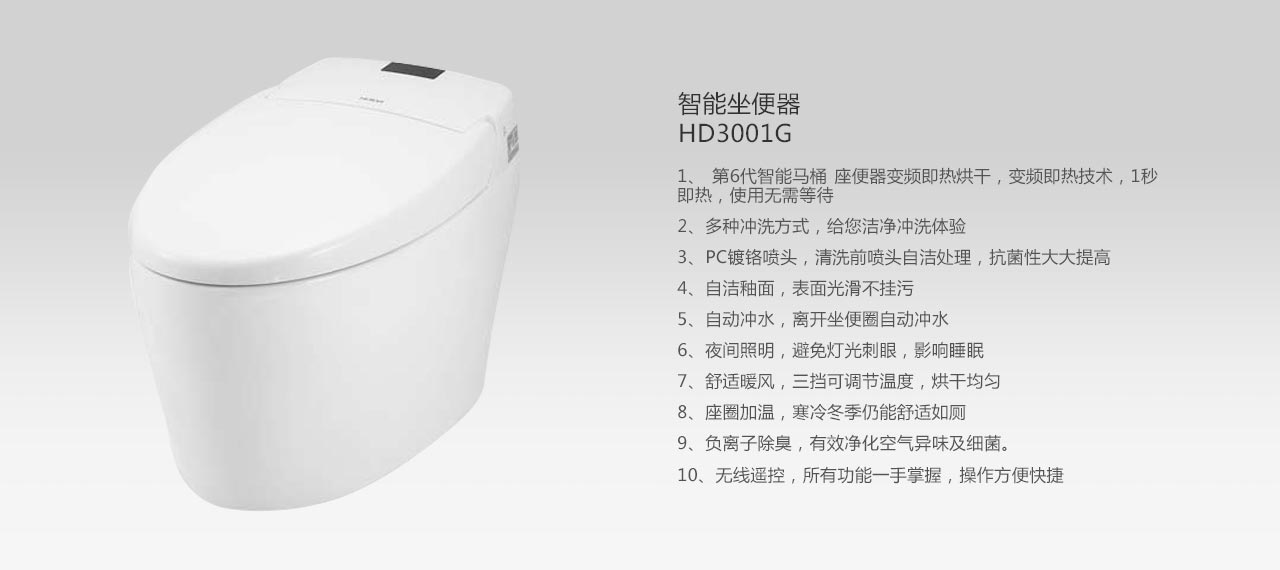 智能坐便器
HD3001G
1、 第6代智能马桶 座便器变频即热烘干，变频即热技术，1秒
即热，使用无需等待
2、多种冲洗方式，给您洁净冲洗体验
3、PC镀铬喷头，清洗前喷头自洁处理，抗菌性大大提高
4、自洁釉面，表面光滑不挂污
5、自动冲水，离开坐便圈自动冲水
6、夜间照明，避免灯光刺眼，影响睡眠
7、舒适暖风，三挡可调节温度，烘干均匀
8、座圈加温，寒冷冬季仍能舒适如厕
9、负离子除臭，有效净化空气异味及细菌。
10、无线遥控，所有功能一手掌握，操作方便快捷